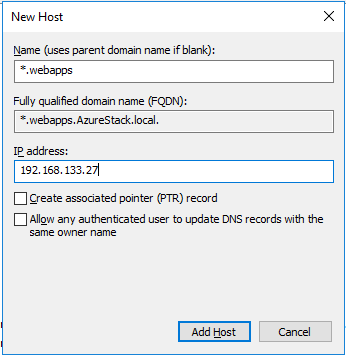 New Host
Name (uses parent domain name if blank):
*.webapps
Fully qualified domain name (FQDN):
*.webapps.AzureStack.local.
IP address:
192.168.133.27
Create associated pointer (PTR) record
Allow any authenticated user to update DNS records with the
same owner name
Add Host
Cancel